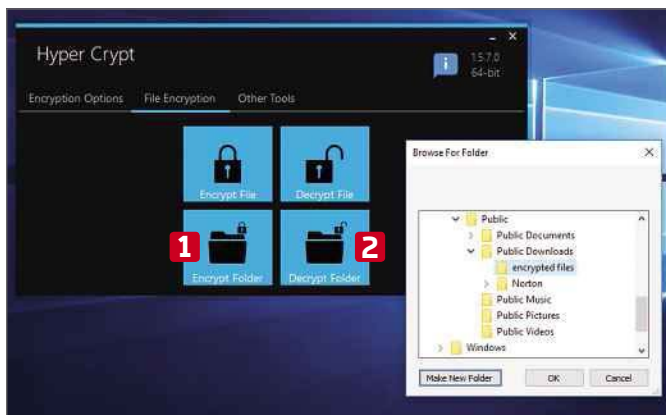 Hyper Crypt
1.5.7.0
64-bit
Encryption Options File Encryption Other Tools
Encrypt File Decrypt File
1 2
Encrypt Folder Decrypt Folder
Browse For Folder
Public
Public Documents
Public Downloads
encrypted files
Norton
Public Music
Public Pictures
Public Videos
Windows
Make New Folder OK Cancel